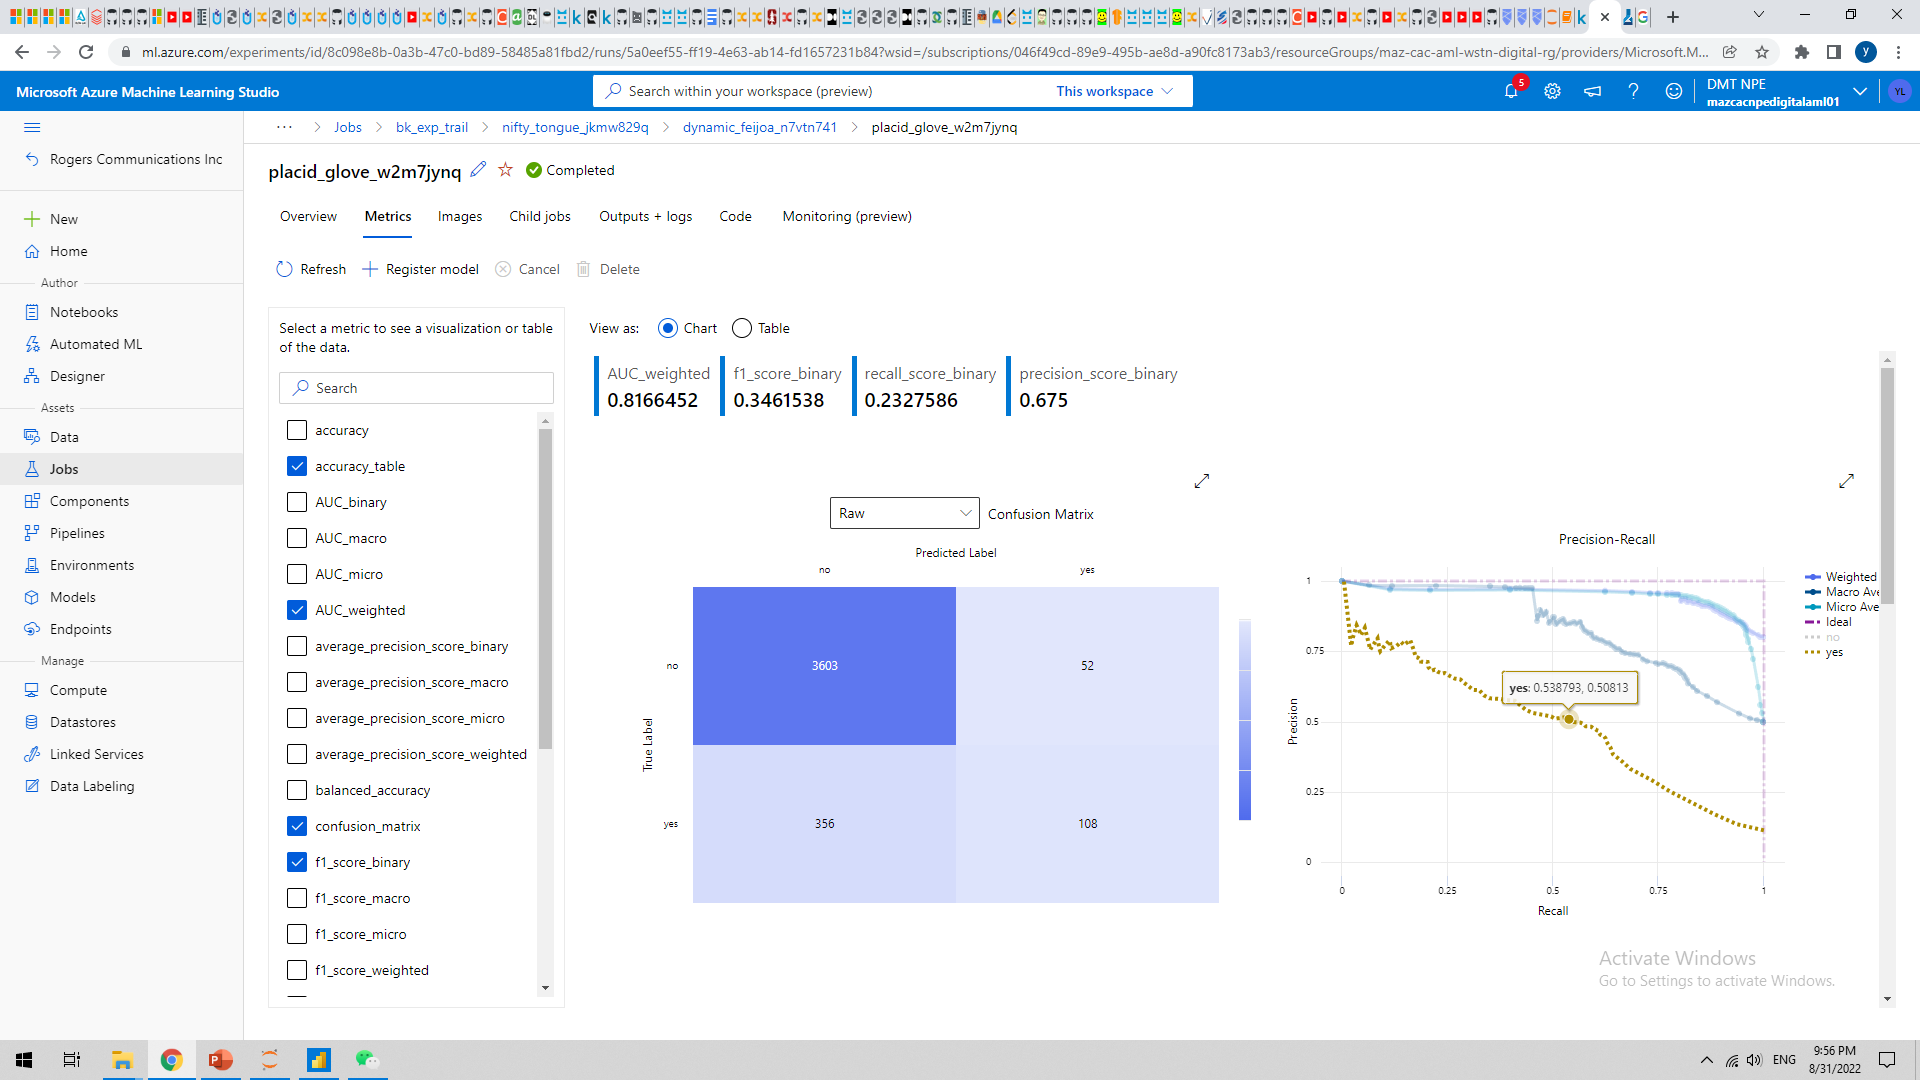 ml.azure.com/experiments/id/8c098e8b-0a3b-47c0-bd89-58485a81fbd2/runs/5a0eef55-ff19-4e63-ab14-fd1657231b84?wsid=/subscriptions/046f49cd-89e9-495b-ae8d-a90fc8173ab3/resourceGroups/maz-cac-aml-wstn-digital-rg/providers/Microsoft.M...
y
Microsoft Azure Machine Learning Studio
Search within your workspace (preview)
This workspace
5
DMT NPE
mazcacnpedigitalaml01
YL
Rogers Communications Inc
New
Home
Author
Notebooks
Automated ML
Designer
Assets
Data
Jobs
Components
Pipelines
Environments
Models
Endpoints
Manage
Compute
Datastores
Linked Services
Data Labeling
··· > Jobs > bk_exp_trail > nifty_tongue_jkmw829q > dynamic_feijoa_n7vtn741 > placid_glove_w2m7jynq
placid_glove_w2m7jynq
Completed
Overview
Metrics
Images
Child jobs
Outputs + logs
Code
Monitoring (preview)
Refresh
Register model
Cancel
Delete
Select a metric to see a visualization or table
of the data.
Search
accuracy
accuracy_table
AUC_binary
AUC_macro
AUC_micro
AUC_weighted
average_precision_score_binary
average_precision_score_macro
average_precision_score_micro
average_precision_score_weighted
balanced_accuracy
confusion_matrix
f1_score_binary
f1_score_macro
f1_score_micro
f1_score_weighted
View as:
Chart
Table
AUC_weighted
0.8166452
f1_score_binary
0.3461538
recall_score_binary
0.2327586
precision_score_binary
0.675
Raw
Confusion Matrix
Predicted Label
no
yes
True Label
no
3603
52
yes
356
108
Precision-Recall
Precision
1
0.75
0.5
0.25
0
0
0.25
0.5
0.75
1
Recall
yes: 0.538793, 0.50813
Weighted
Macro Ave
Micro Ave
Ideal
no
yes
Activate Windows
Go to Settings to activate Windows.
ENG
9:56 PM
8/31/2022